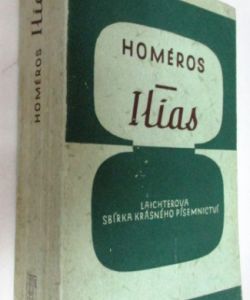 HOMÉROS
Ilias
LAICHTEROVA
SBÍRKA KRÁSNÉHO PÍSEMNICTVÍ
HOMÉROS Ilias